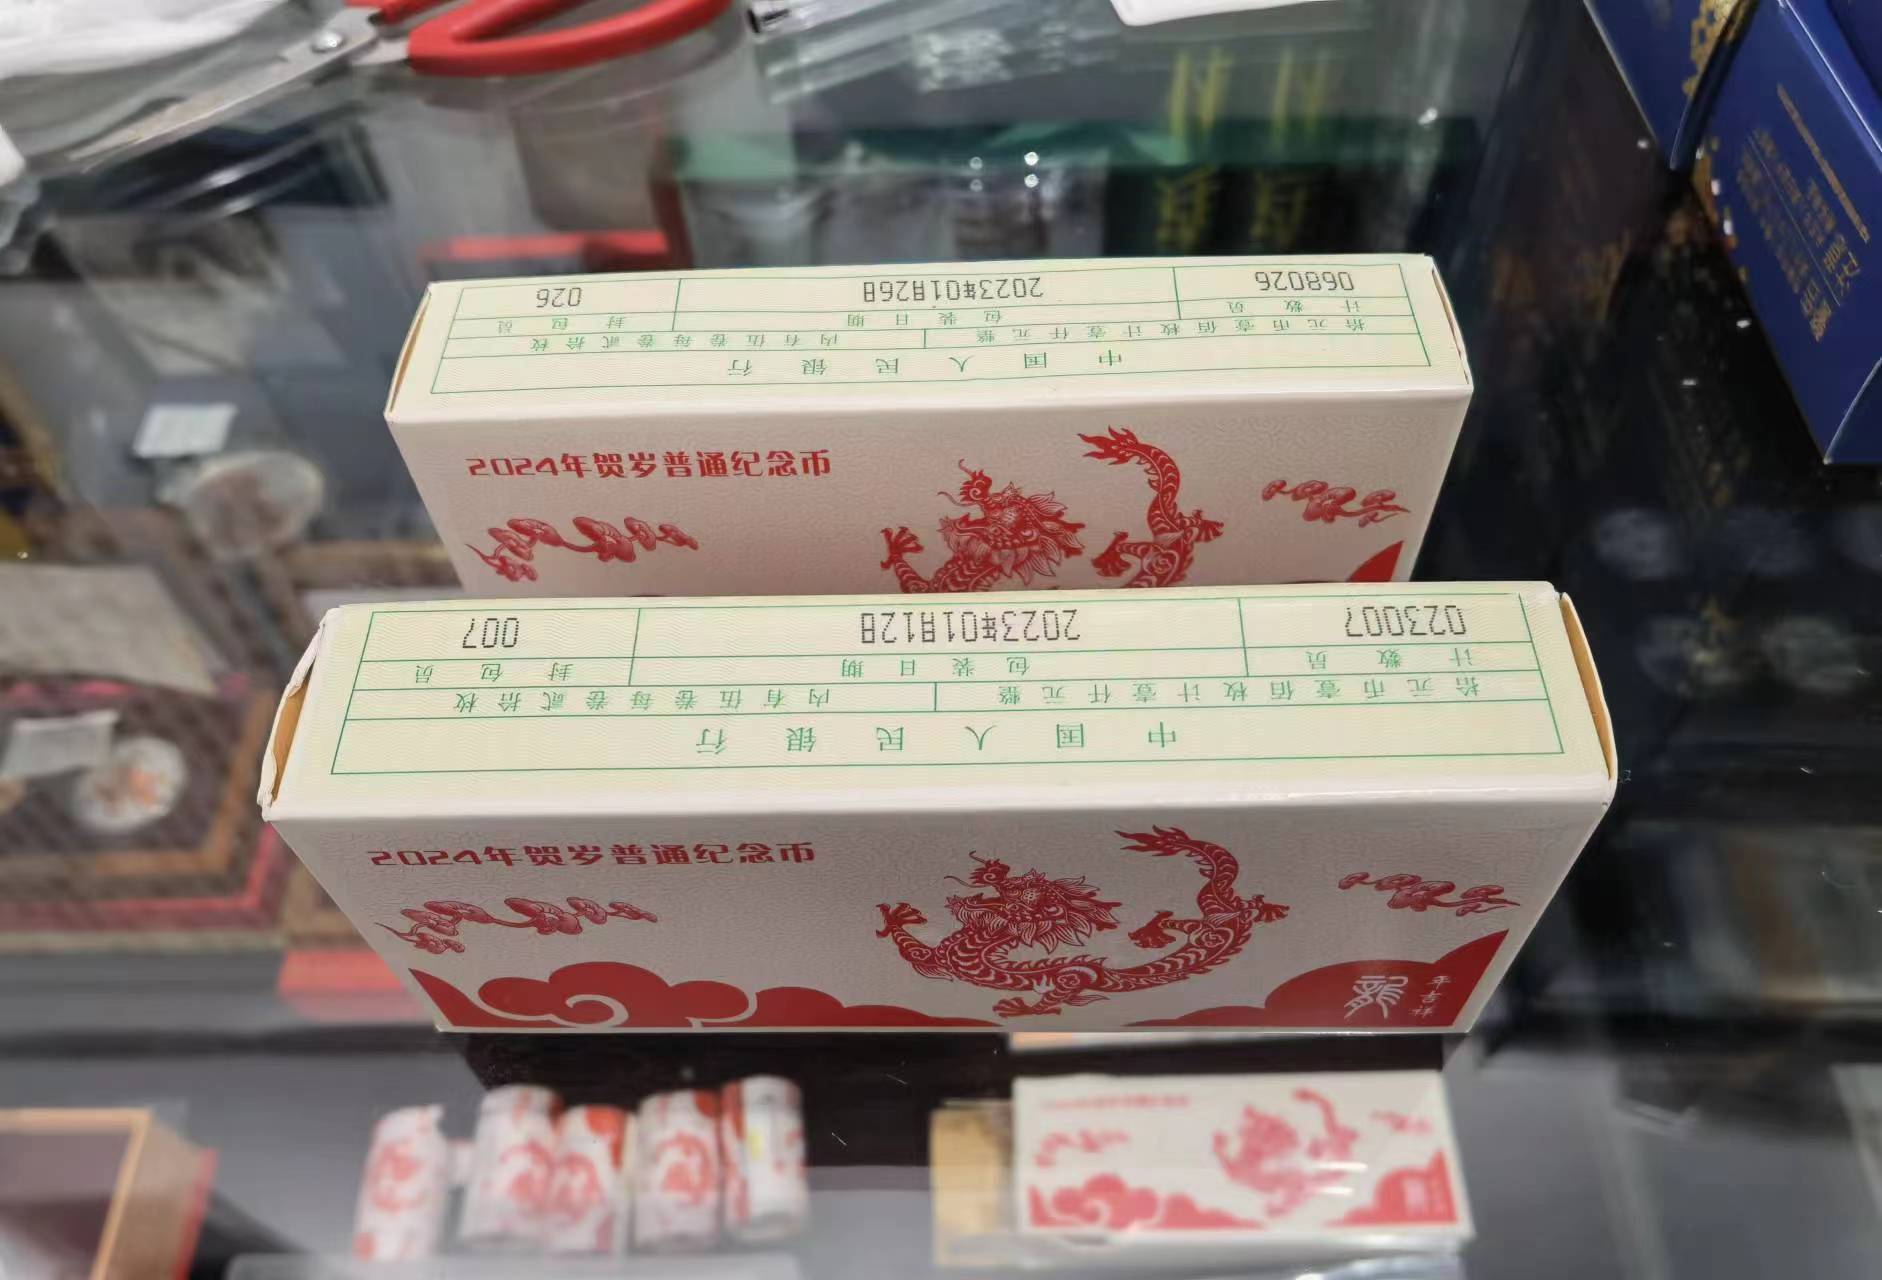 中国人民银行
拾元币壹佰枚计壹仟元整 内有伍卷每卷贰拾枚
计数员 包装日期 封包员
068026 2023年01月26日 026
2024年贺岁普通纪念币
中国人民银行
拾元币壹佰枚计壹仟元整 内有伍卷每卷贰拾枚
计数员 包装日期 封包员
023007 2023年01月12日 007
2024年贺岁普通纪念币
龍
年吉祥